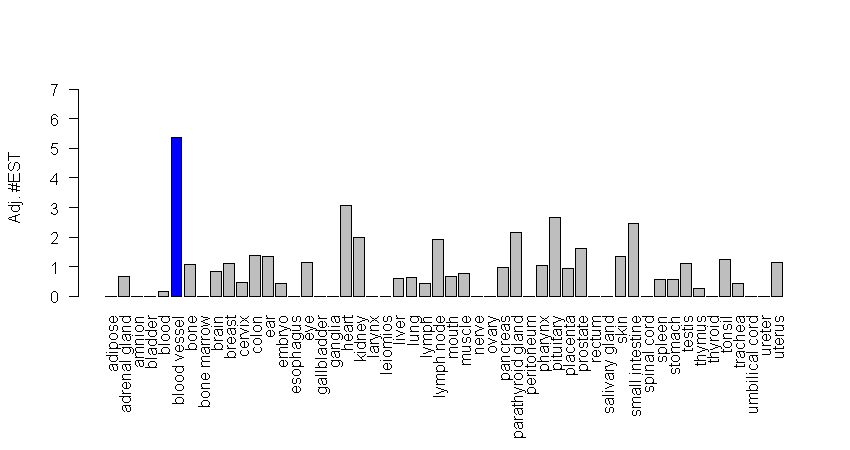 7
6
5
4
3
2
1
0
Adj. #EST
adipose
adrenal gland
amnion
bladder
blood
blood vessel
bone
bone marrow
brain
breast
cervix
colon
ear
embryo
esophagus
eye
gallbladder
ganglia
heart
kidney
larynx
leiomios
liver
lung
lymph
lymph node
mouth
muscle
nerve
ovary
pancreas
parathyroid gland
peritoneum
pharynx
pituitary
placenta
prostate
rectum
salivary gland
skin
small intestine
spinal cord
spleen
stomach
testis
thymus
thyroid
tonsil
trachea
umbilical cord
ureter
uterus